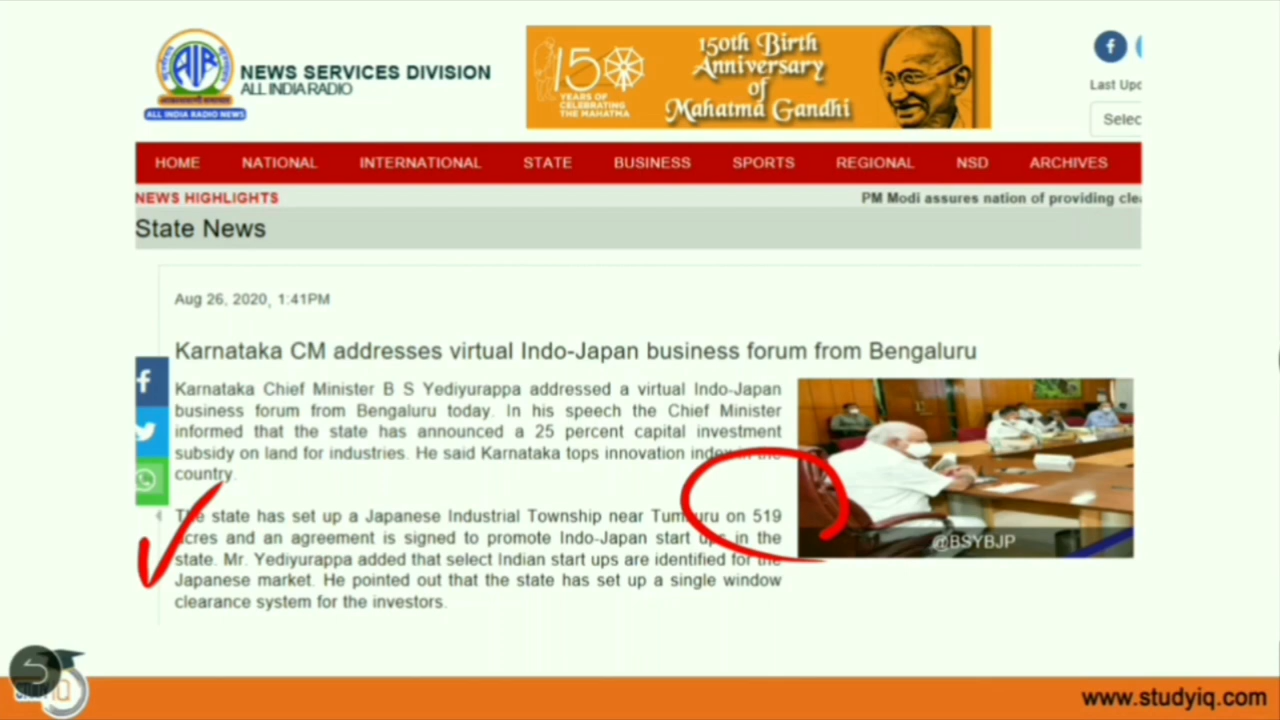 NEWS SERVICES DIVISION
ALL INDIA RADIO
ALL INDIA RADIO NEWS
150
YEARS OF
CELEBRATING
THE MAHATMA
150th Birth
Anniversary
of
Mahatma Gandhi
Last Upd
Selec
HOME NATIONAL INTERNATIONAL STATE BUSINESS SPORTS REGIONAL NSD ARCHIVES
NEWS HIGHLIGHTS PM Modi assures nation of providing clea
State News
Aug 26, 2020, 1:41PM
Karnataka CM addresses virtual Indo-Japan business forum from Bengaluru
Karnataka Chief Minister B S Yediyurappa addressed a virtual Indo-Japan
business forum from Bengaluru today. In his speech the Chief Minister
informed that the state has announced a 25 percent capital investment
subsidy on land for industries. He said Karnataka tops innovation index in the
country.
The state has set up a Japanese Industrial Township near Tumkuru on 519
acres and an agreement is signed to promote Indo-Japan start ups in the
state. Mr. Yediyurappa added that select Indian start ups are identified for the
Japanese market. He pointed out that the state has set up a single window
clearance system for the investors.
@BSYBJP
STUDY IQ
www.studyiq.com